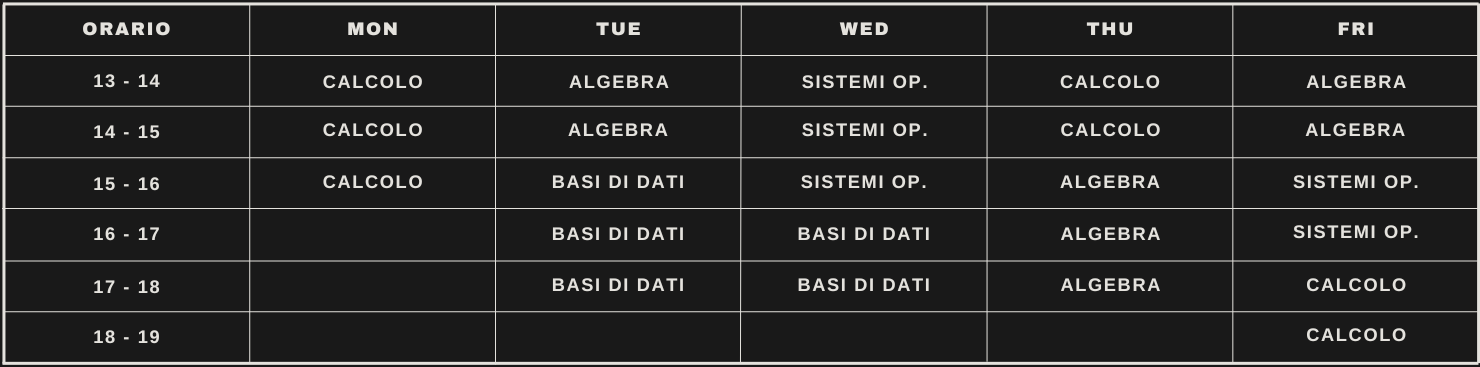 ORARIO MON TUE WED THU FRI
13 - 14 CALCOLO ALGEBRA SISTEMI OP. CALCOLO ALGEBRA
14 - 15 CALCOLO ALGEBRA SISTEMI OP. CALCOLO ALGEBRA
15 - 16 CALCOLO BASI DI DATI SISTEMI OP. ALGEBRA SISTEMI OP.
16 - 17 BASI DI DATI BASI DI DATI ALGEBRA SISTEMI OP.
17 - 18 BASI DI DATI BASI DI DATI ALGEBRA CALCOLO
18 - 19 CALCOLO